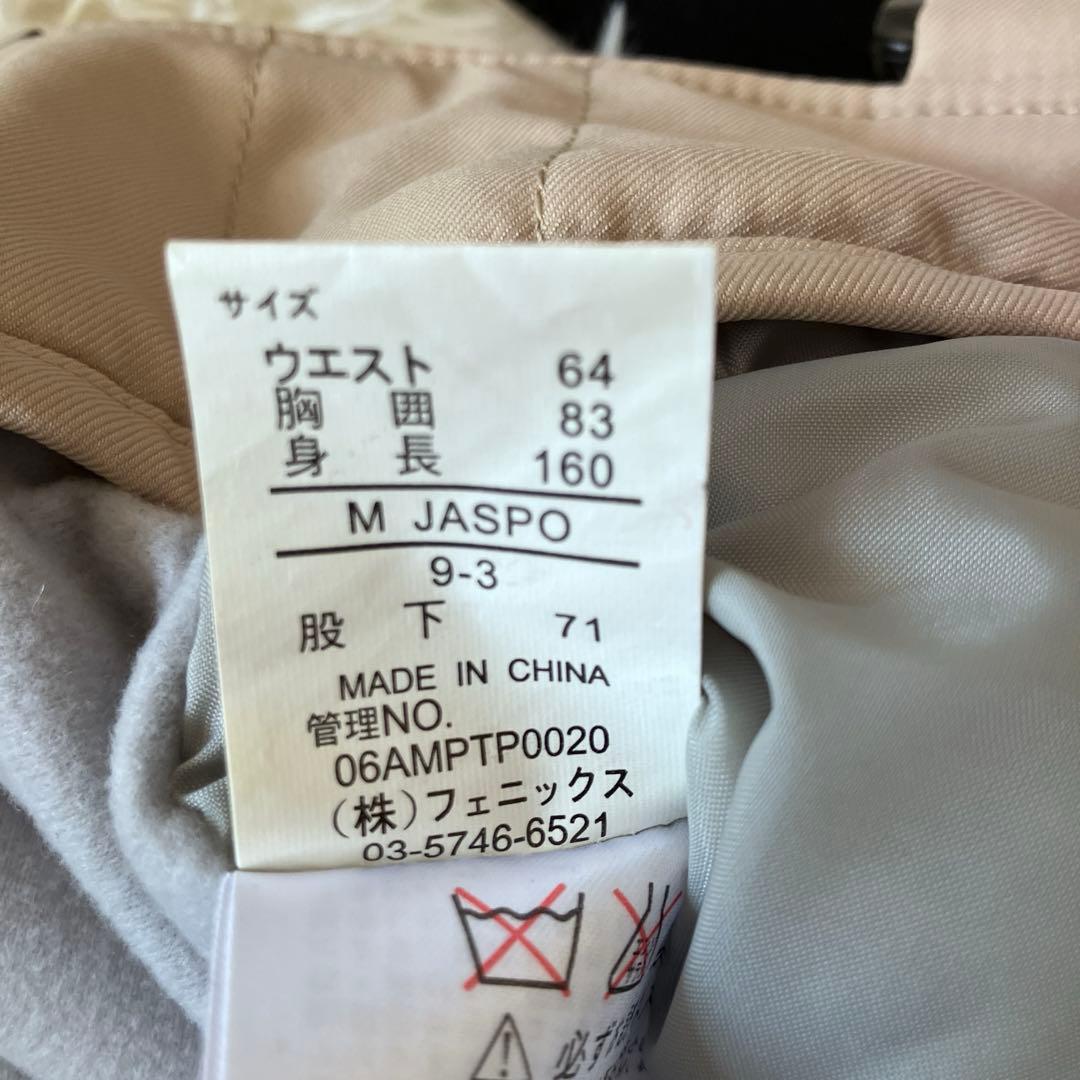 サイズ
ウエスト 64
胸囲 83
身長 160
M JASPO
9-3
股下 71
MADE IN CHINA
管理NO.
06AMPTP0020
(株)フェニックス
03-5746-6521
必ず